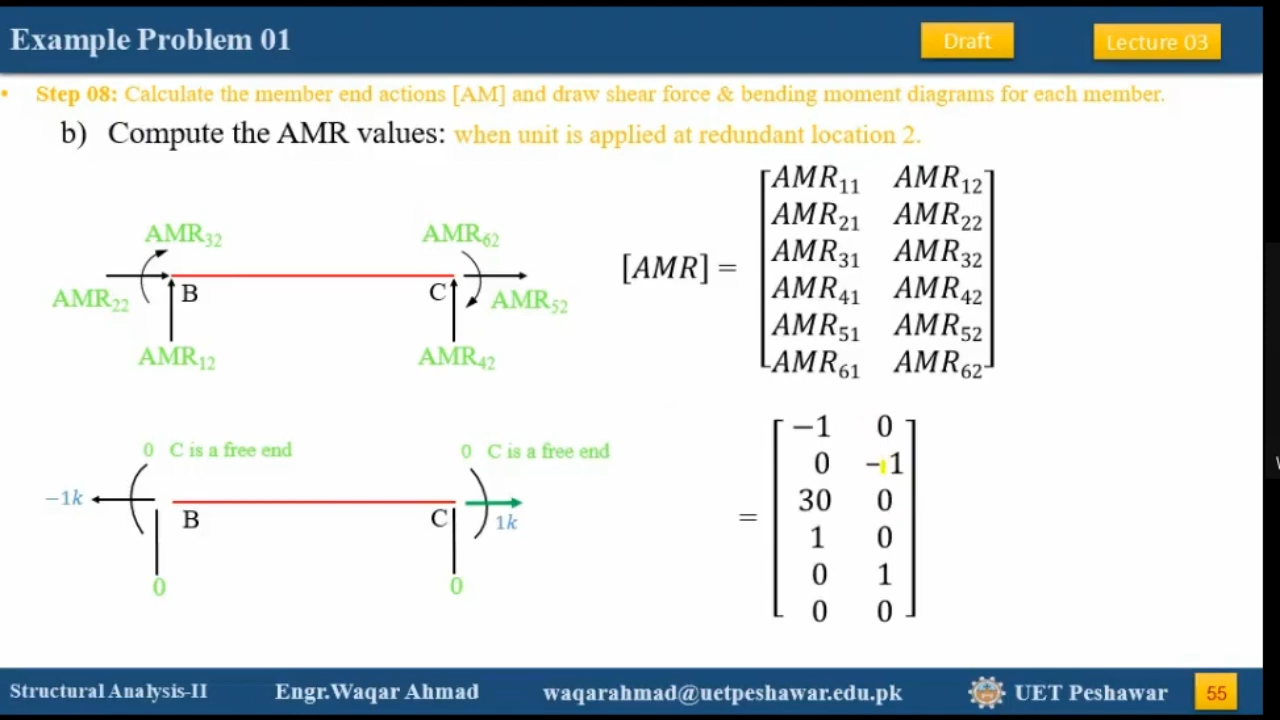 Example Problem 01
Draft
Lecture 03
• Step 08: Calculate the member end actions [AM] and draw shear force & bending moment diagrams for each member.
b) Compute the AMR values: when unit is applied at redundant location 2.
AMR₃₂ AMR₆₂
B C
AMR₂₂ AMR₅₂
AMR₁₂ AMR₄₂
[AMR] =
AMR₁₁ AMR₁₂
AMR₂₁ AMR₂₂
AMR₃₁ AMR₃₂
AMR₄₁ AMR₄₂
AMR₅₁ AMR₅₂
AMR₆₁ AMR₆₂
0 C is a free end 0 C is a free end
−1k B C 1k
0 0
=
−1 0
0 −1
30 0
1 0
0 1
0 0
Structural Analysis-II Engr.Waqar Ahmad waqarahmad@uetpeshawar.edu.pk UET Peshawar 55